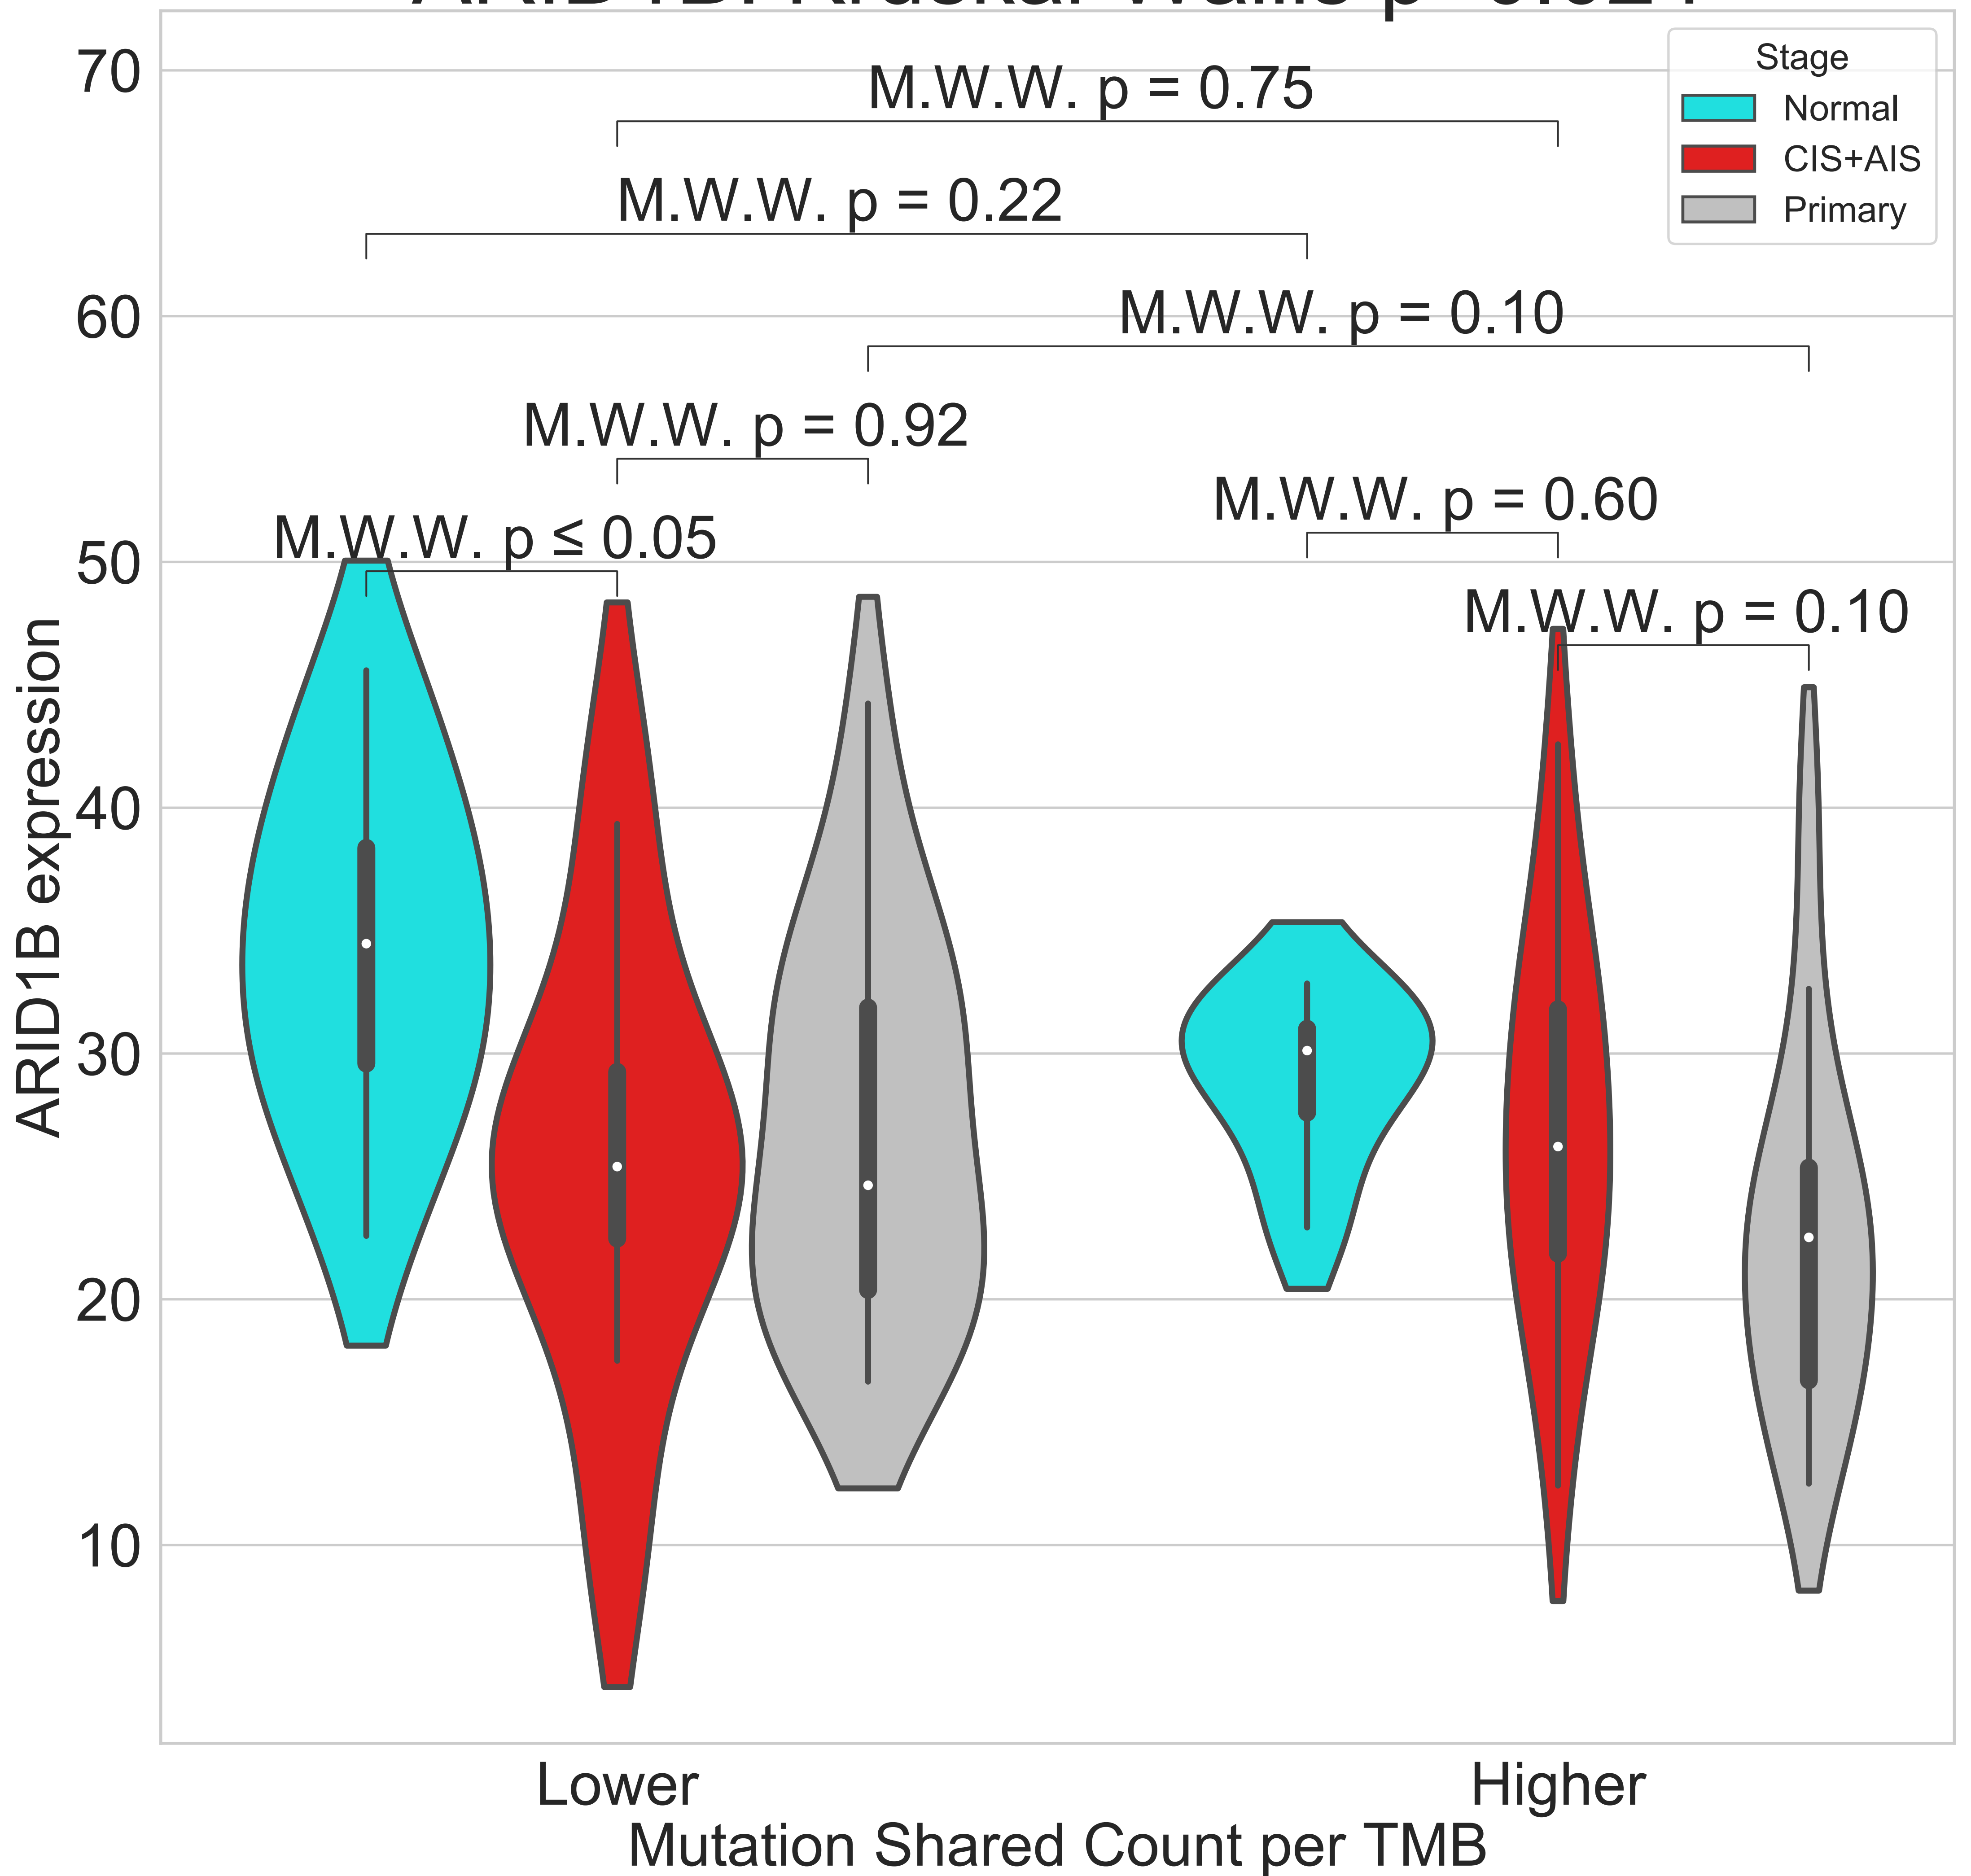 70
60
50
40
30
20
10
ARID1B expression
M.W.W. p = 0.75
M.W.W. p = 0.22
M.W.W. p = 0.10
M.W.W. p = 0.92
M.W.W. p = 0.60
M.W.W. p ≤ 0.05
M.W.W. p = 0.10
Stage
Normal
CIS+AIS
Primary
Lower
Higher
Mutation Shared Count per TMB